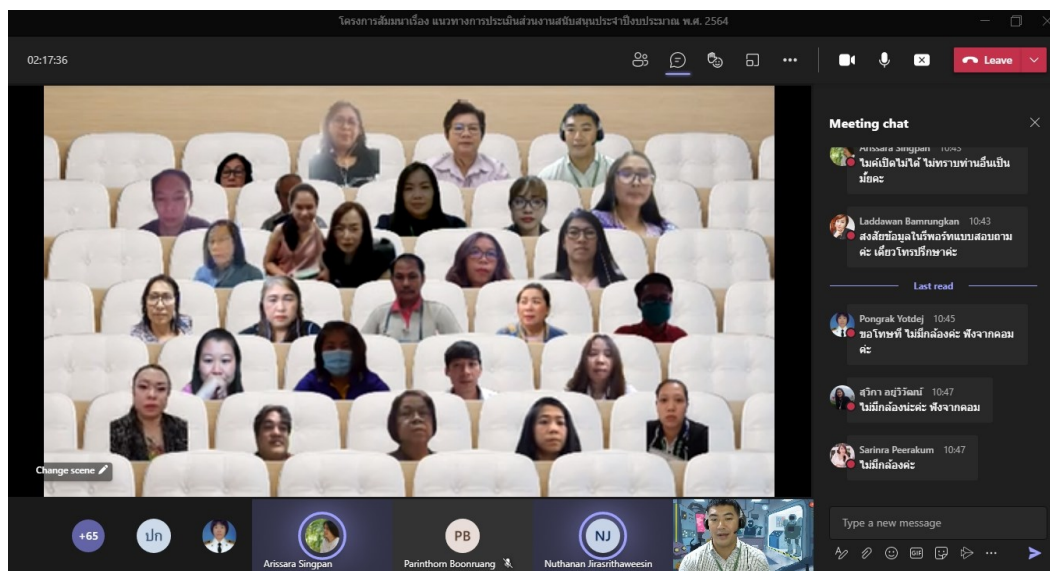 โครงการสัมมนาเรื่อง แนวทางการประเมินส่วนงานสนับสนุนประจำปีงบประมาณ พ.ศ. 2564
02:17:36
Leave
Meeting chat
Arissara Singpan 10:43
ไมค์เปิดไม่ได้ ไม่ทราบท่านอื่นเป็น
มั้ยคะ
Laddawan Bamrungkan 10:43
สงสัยข้อมูลในรีพอร์ทแบบสอบถาม
ค่ะ เดี๋ยวโทรปรึกษาค่ะ
Last read
Pongrak Yotdej 10:45
ขอโทษที ไม่มีกล้องค่ะ ฟังจากคอม
ค่ะ
สุวิกา อยู่วิวัฒน์ 10:47
ไม่มีกล้องน่ะค่ะ ฟังจากคอม
Sarinra Peerakum 10:47
ไม่มีกล้องค่ะ
Change scene
+65
ปก
PB
NJ
Arissara Singpan
Parinthorn Boonruang
Nuthanan Jirasrithaweesin
Type a new message
GIF